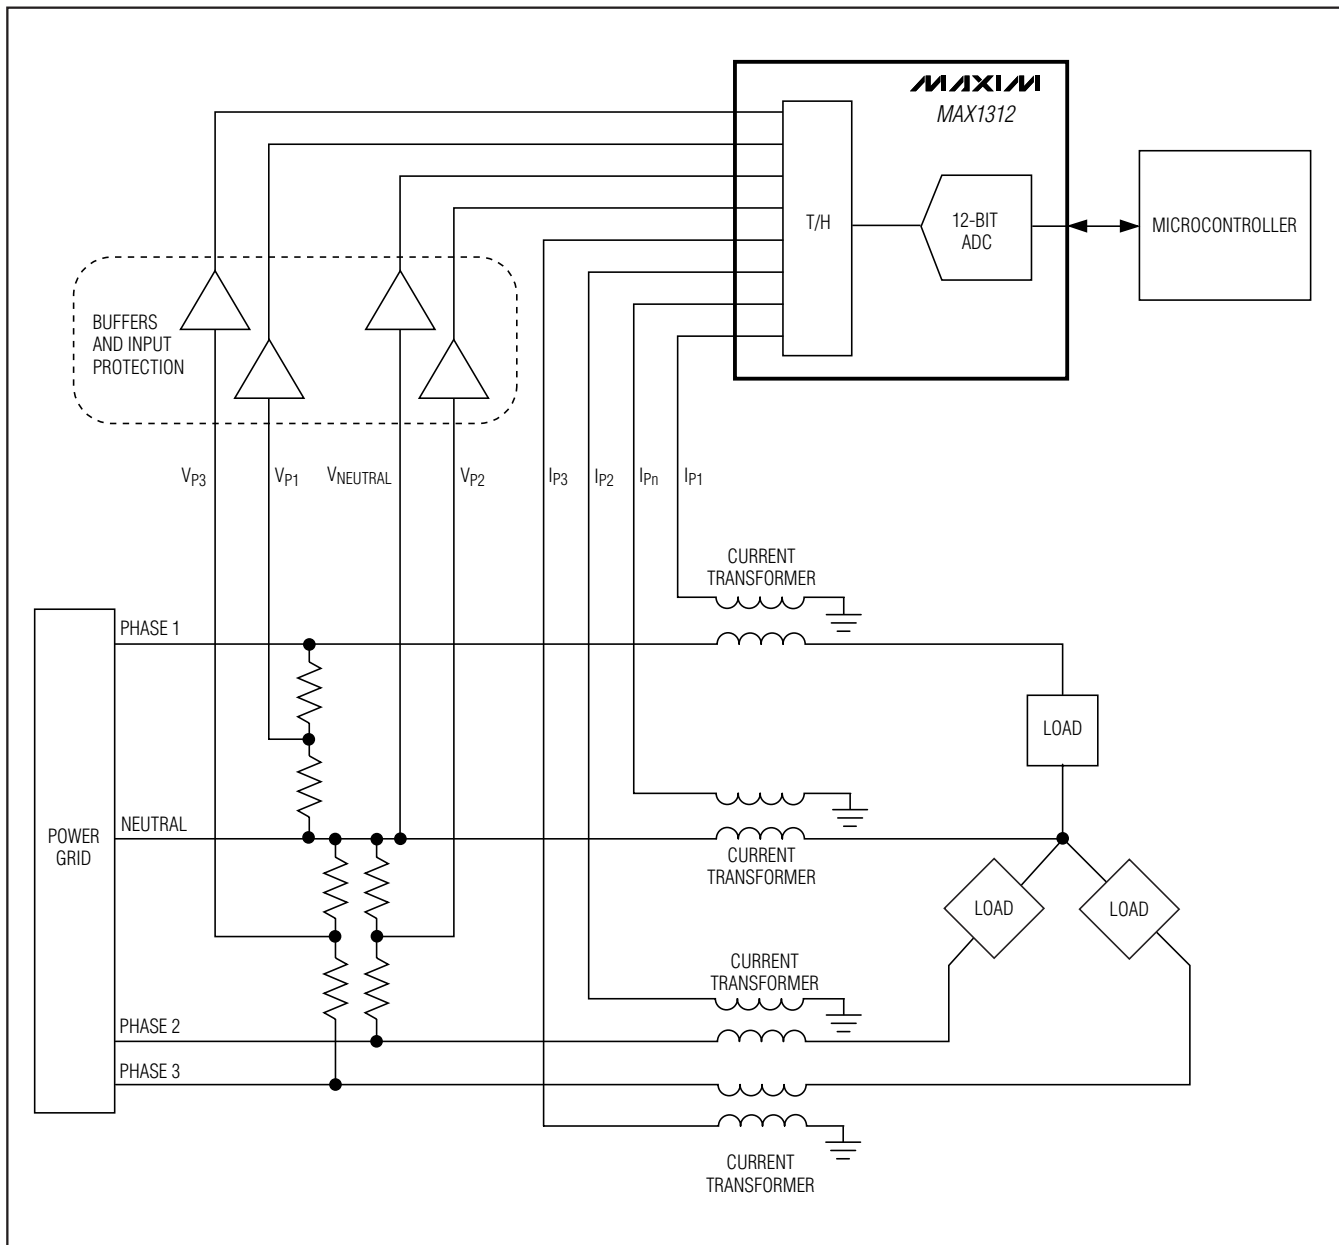 MAXIM
MAX1312
T/H
12-BIT
ADC
MICROCONTROLLER
BUFFERS
AND INPUT
PROTECTION
VP3
VP1
VNEUTRAL
VP2
IP3
IP2
IPn
IP1
CURRENT
TRANSFORMER
PHASE 1
LOAD
NEUTRAL
POWER
GRID
CURRENT
TRANSFORMER
LOAD
LOAD
CURRENT
TRANSFORMER
PHASE 2
PHASE 3
CURRENT
TRANSFORMER